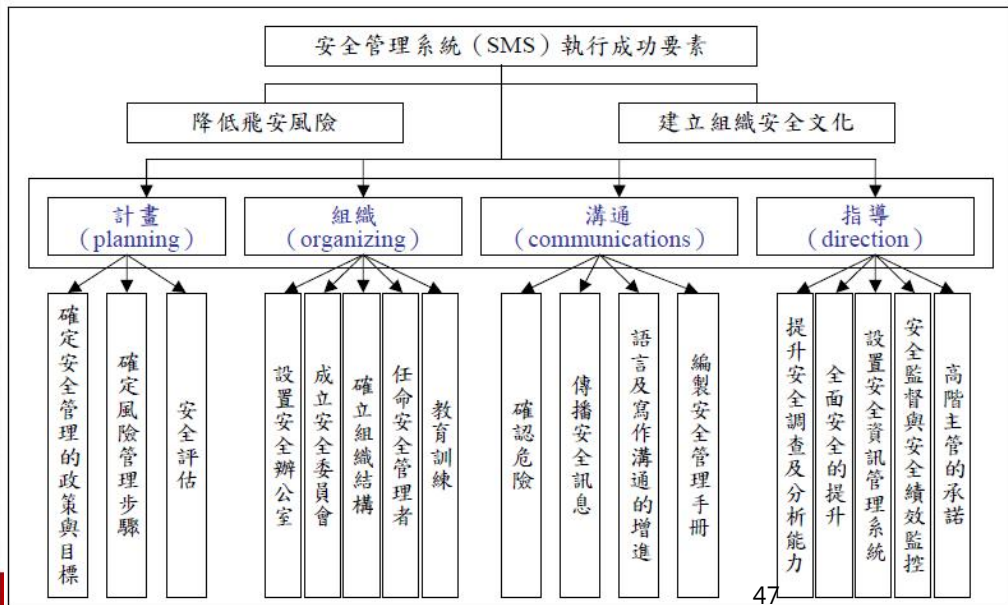 安全管理系統（SMS）執行成功要素
降低飛安風險
建立組織安全文化
計畫
（planning）
組織
（organizing）
溝通
（communications）
指導
（direction）
確定安全管理的政策與目標
確定風險管理步驟
安全評估
設置安全辦公室
成立安全委員會
確立組織結構
任命安全管理者
教育訓練
確認危險
傳播安全訊息
語言及寫作溝通的增進
編製安全管理手冊
提升安全調查及分析能力
全面安全的提升
設置安全資訊管理系統
安全監督與安全績效監控
高階主管的承諾
47